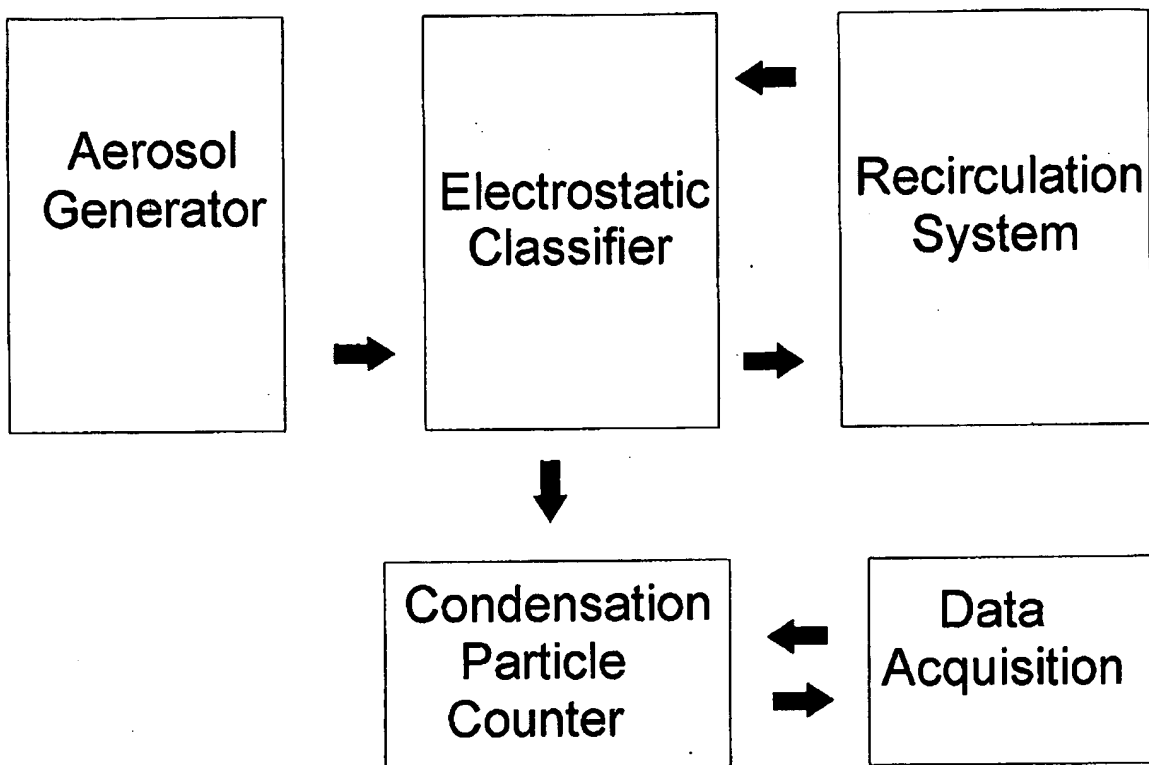 Aerosol
Generator
Electrostatic
Classifier
Recirculation
System
Condensation
Particle
Counter
Data
Acquisition